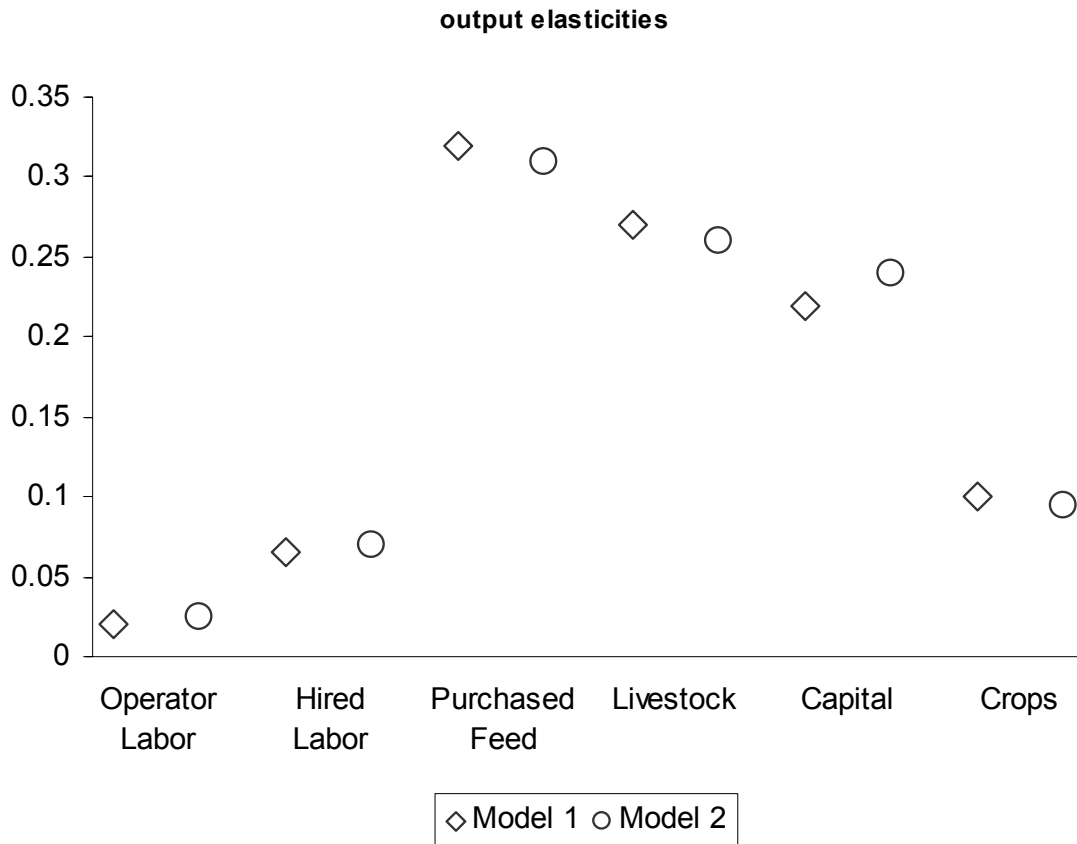 output elasticities
0.35
0.3
0.25
0.2
0.15
0.1
0.05
0
Operator Labor
Hired Labor
Purchased Feed
Livestock
Capital
Crops
Model 1
Model 2